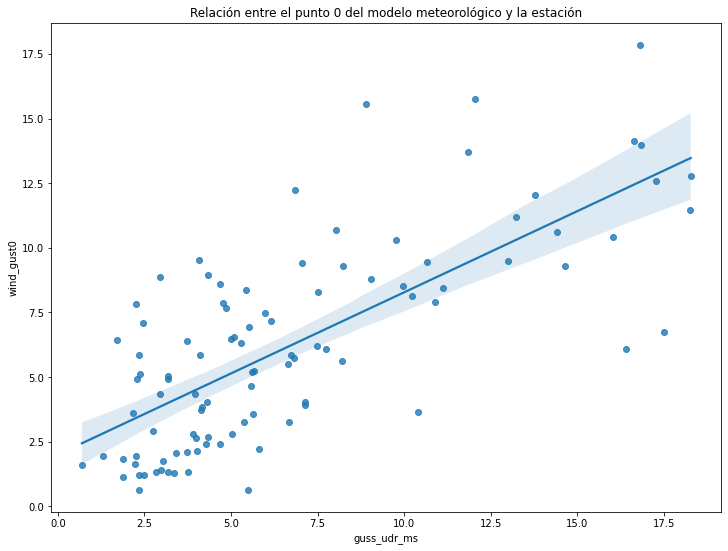 Relación entre el punto 0 del modelo meteorológico y la estación
17.5
15.0
12.5
10.0
7.5
5.0
2.5
0.0
wind_gust0
0.0 2.5 5.0 7.5 10.0 12.5 15.0 17.5
guss_udr_ms